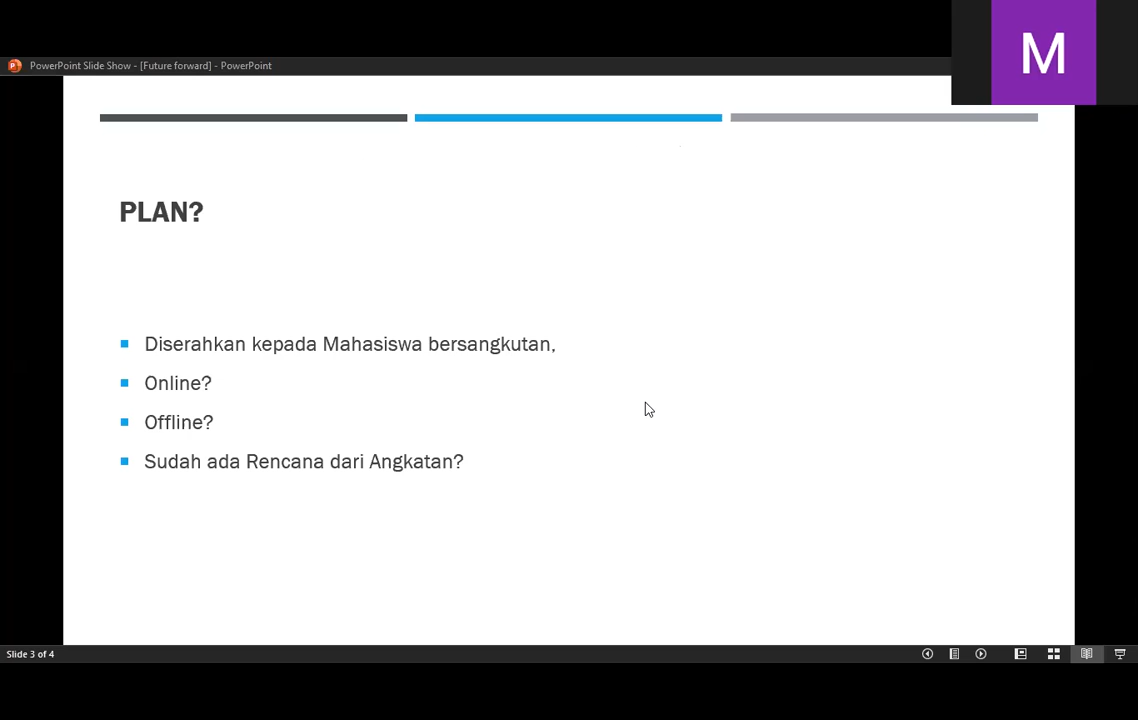 M
PowerPoint Slide Show - [Future forward] - PowerPoint
PLAN?
Diserahkan kepada Mahasiswa bersangkutan,
Online?
Offline?
Sudah ada Rencana dari Angkatan?
Slide 3 of 4